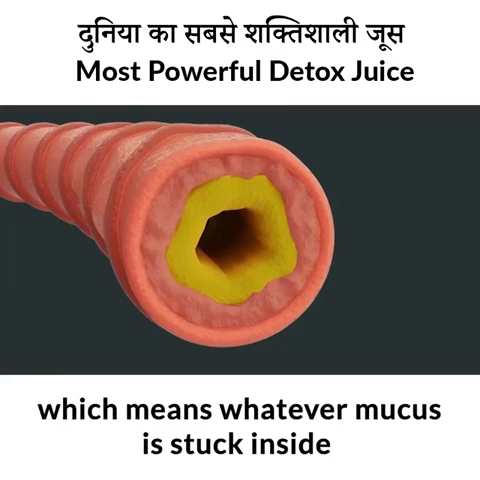 दुनिया का सबसे शक्तिशाली जूस
Most Powerful Detox Juice
which means whatever mucus
is stuck inside